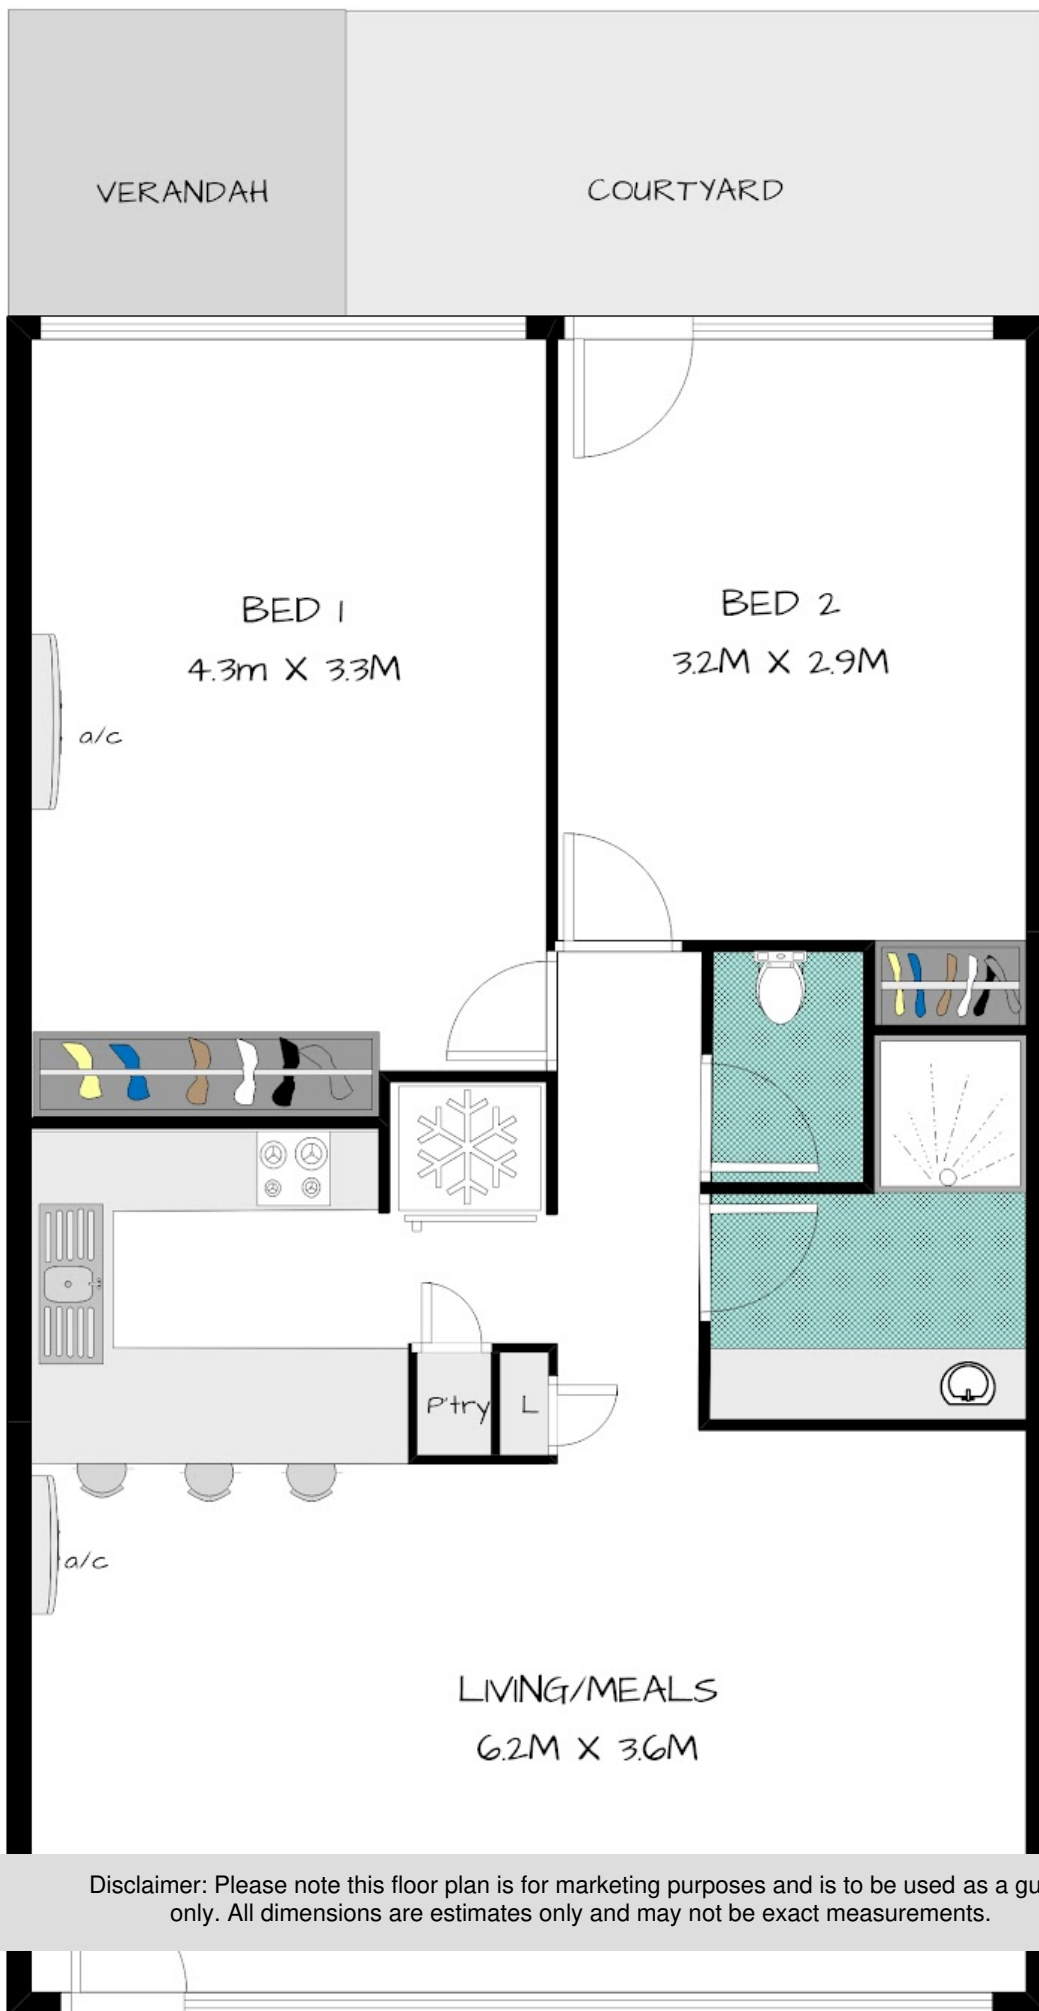 VERANDAH
COURTYARD
BED 1
4.3m X 3.3M
BED 2
3.2M X 2.9M
a/c
P'try
L
a/c
LIVING/MEALS
6.2M X 3.6M
Disclaimer: Please note this floor plan is for marketing purposes and is to be used as a gu
only. All dimensions are estimates only and may not be exact measurements.